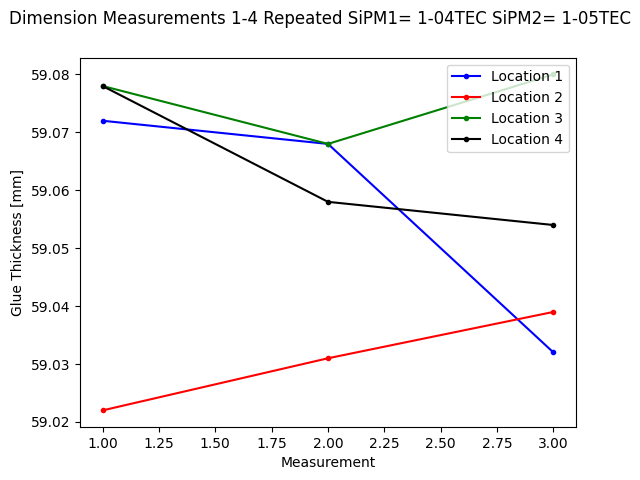 Dimension Measurements 1-4 Repeated SiPM1= 1-04TEC SiPM2= 1-05TEC
Location 1
Location 2
Location 3
Location 4
59.08
59.07
59.06
59.05
59.04
59.03
59.02
Glue Thickness [mm]
1.00 1.25 1.50 1.75 2.00 2.25 2.50 2.75 3.00
Measurement